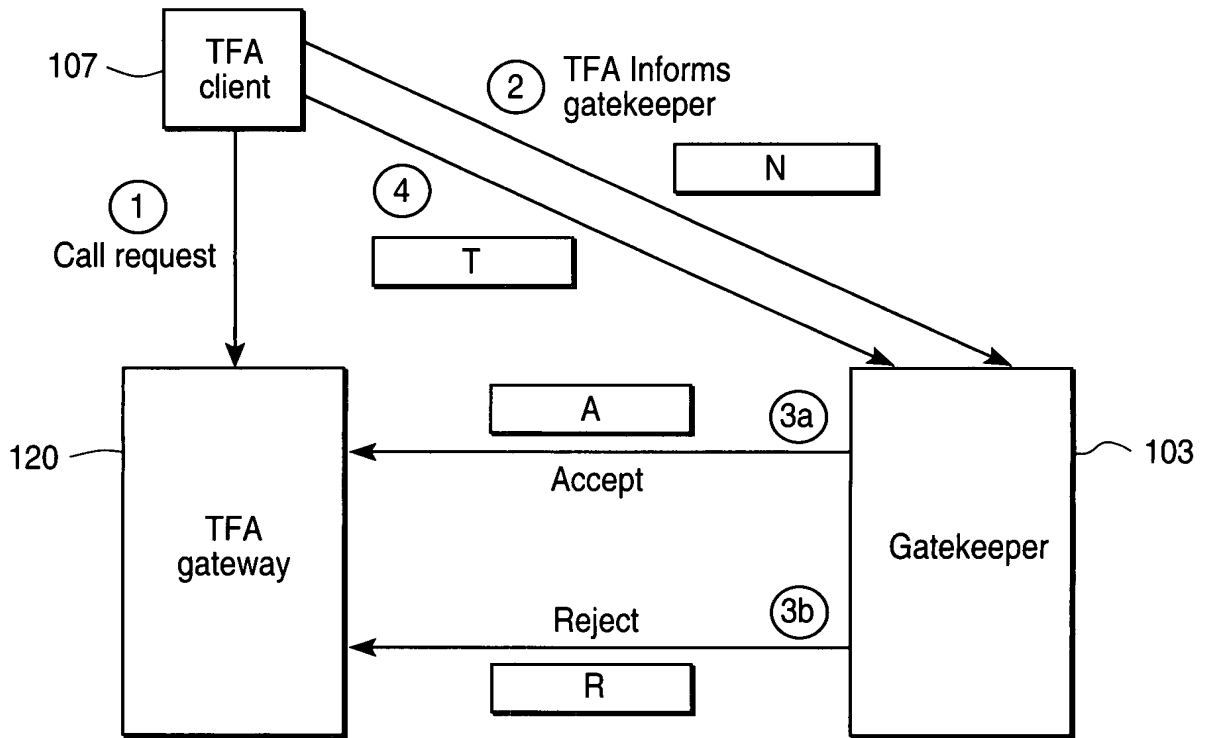 107
TFA
client
2
TFA Informs
gatekeeper
N
1
Call request
4
T
120
TFA
gateway
A
3a
Accept
103
Gatekeeper
Reject
3b
R